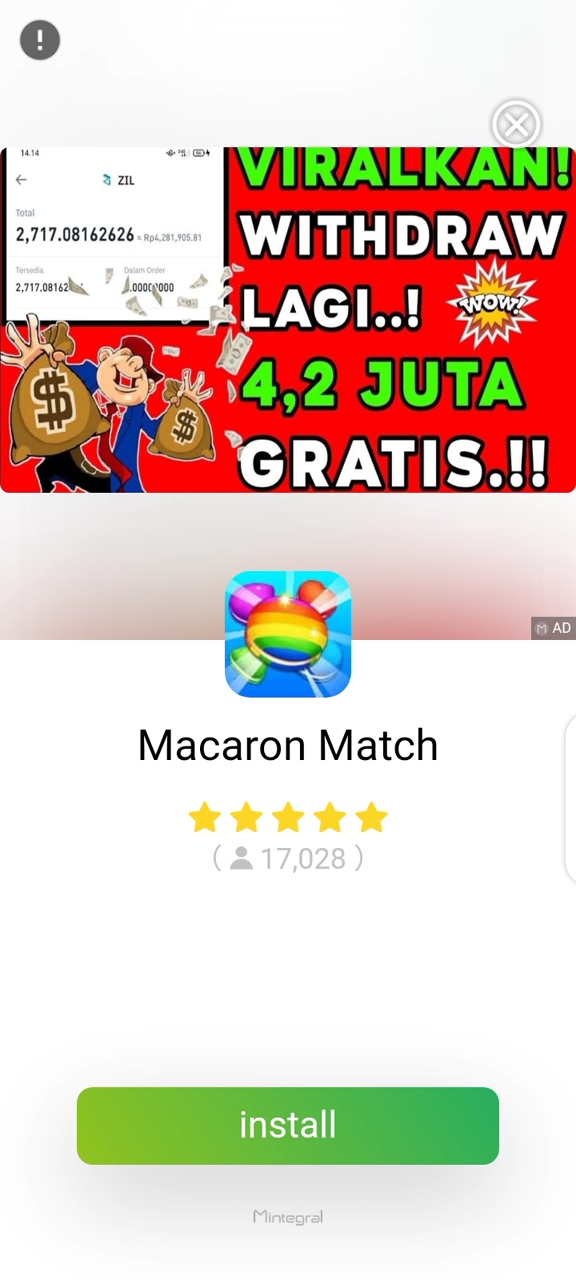 14.14
ZIL
Total
2,717.08162626 ≈ Rp4,281,905.81
Tersedia
Dalam Order
2,717.08162
VIRALKAN!
WITHDRAW
LAGI..!
WOW!
4,2 JUTA
GRATIS.!!
AD
Macaron Match
( 17,028 )
install
Mintegral